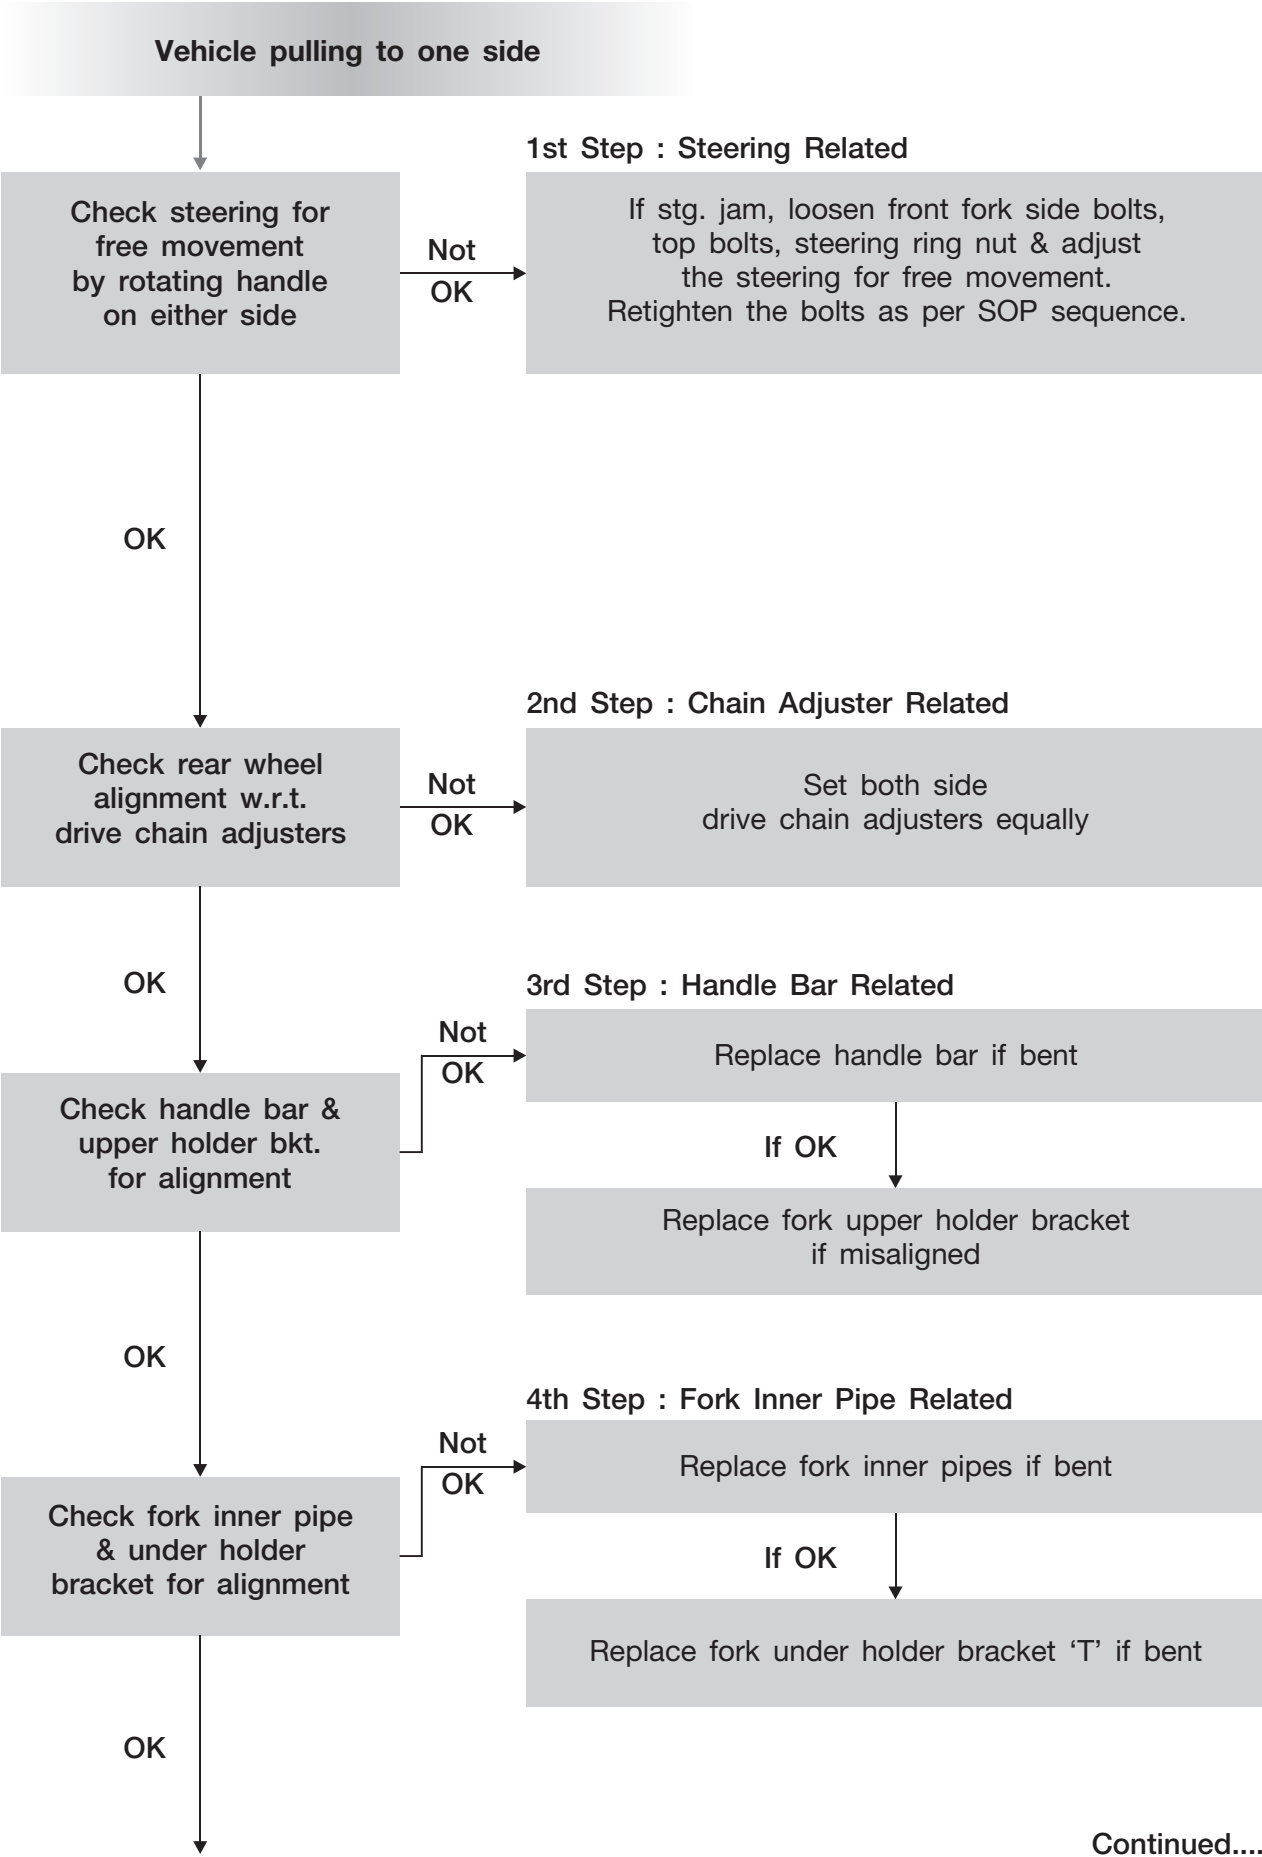 Vehicle pulling to one side
1st Step : Steering Related
Check steering for
free movement
by rotating handle
on either side
Not
OK
If stg. jam, loosen front fork side bolts,
top bolts, steering ring nut & adjust
the steering for free movement.
Retighten the bolts as per SOP sequence.
OK
2nd Step : Chain Adjuster Related
Check rear wheel
alignment w.r.t.
drive chain adjusters
Not
OK
Set both side
drive chain adjusters equally
OK
3rd Step : Handle Bar Related
Check handle bar &
upper holder bkt.
for alignment
Not
OK
Replace handle bar if bent
If OK
Replace fork upper holder bracket
if misaligned
OK
4th Step : Fork Inner Pipe Related
Check fork inner pipe
& under holder
bracket for alignment
Not
OK
Replace fork inner pipes if bent
If OK
Replace fork under holder bracket ‘T’ if bent
OK
Continued....